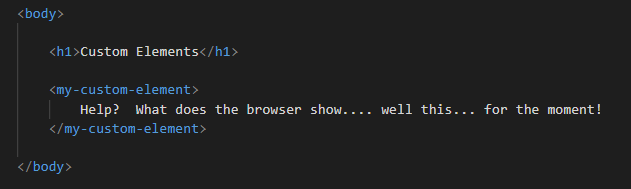 <body>
<h1>Custom Elements</h1>
<my-custom-element>
Help?  What does the browser show.... well this... for the moment!
</my-custom-element>
</body>